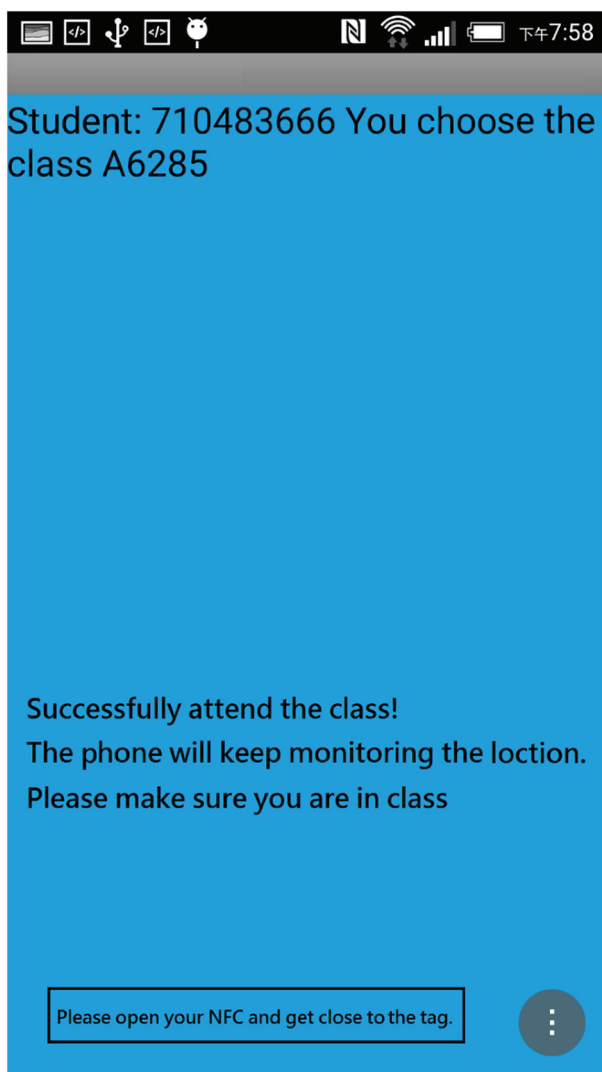 下午7:58
Student: 710483666 You choose the
class A6285
Successfully attend the class!
The phone will keep monitoring the loction.
Please make sure you are in class
Please open your NFC and get close to the tag.